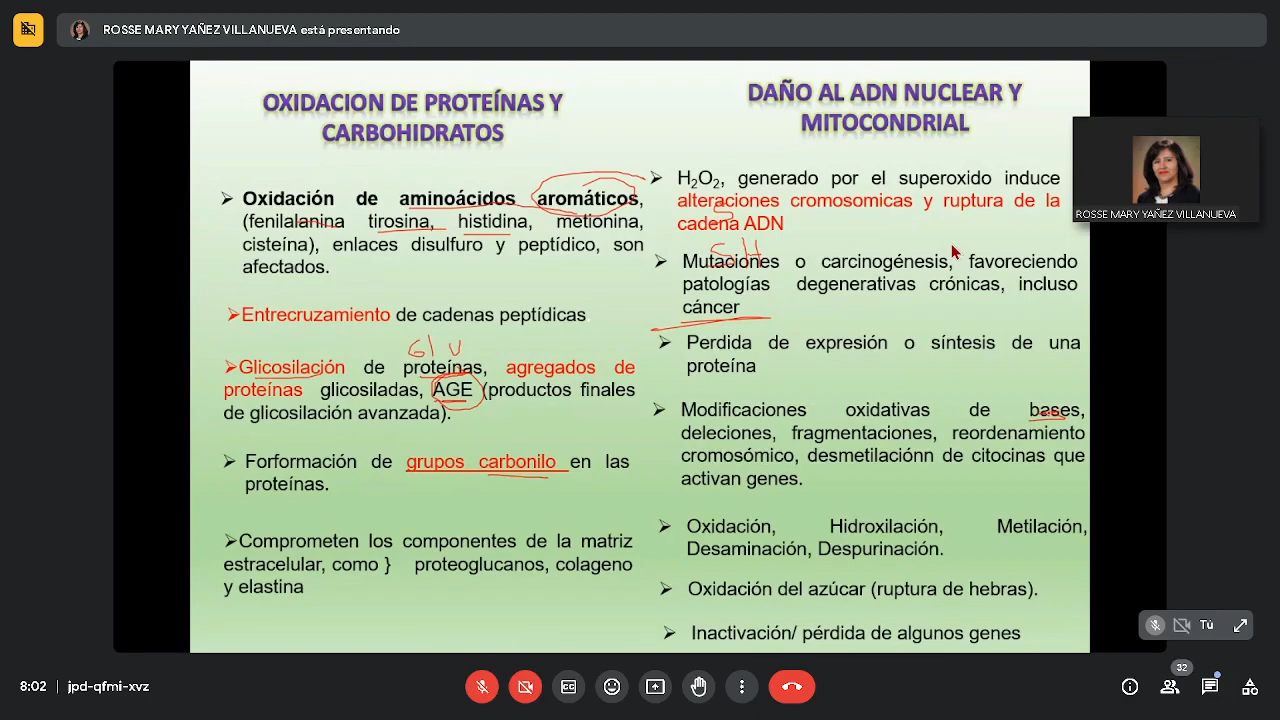 ROSSE MARY YAÑEZ VILLANUEVA está presentando
OXIDACION DE PROTEÍNAS Y
CARBOHIDRATOS
➢ Oxidación de aminoácidos aromáticos,
(fenilalanina tirosina, histidina, metionina,
cisteína), enlaces disulfuro y peptídico, son
afectados.
➢Entrecruzamiento de cadenas peptídicas.
Glu
➢Glicosilación de proteínas, agregados de
proteínas glicosiladas, AGE (productos finales
de glicosilación avanzada).
➢ Forformación de grupos carbonilo en las
proteínas.
➢Comprometen los componentes de la matriz
estracelular, como } proteoglucanos, colageno
y elastina
DAÑO AL ADN NUCLEAR Y
MITOCONDRIAL
➢ H₂O₂, generado por el superoxido induce
alteraciones cromosomicas y ruptura de la
S
cadena ADN
SH
➢ Mutaciones o carcinogénesis, favoreciendo
patologías degenerativas crónicas, incluso
cáncer
➢ Perdida de expresión o síntesis de una
proteína
➢ Modificaciones oxidativas de bases,
deleciones, fragmentaciones, reordenamiento
cromosómico, desmetilaciónn de citocinas que
activan genes.
➢ Oxidación, Hidroxilación, Metilación,
Desaminación, Despurinación.
➢ Oxidación del azúcar (ruptura de hebras).
➢ Inactivación/ pérdida de algunos genes
ROSSE MARY YAÑEZ VILLANUEVA
Tú
8:02 | jpd-qfmi-xvz
32